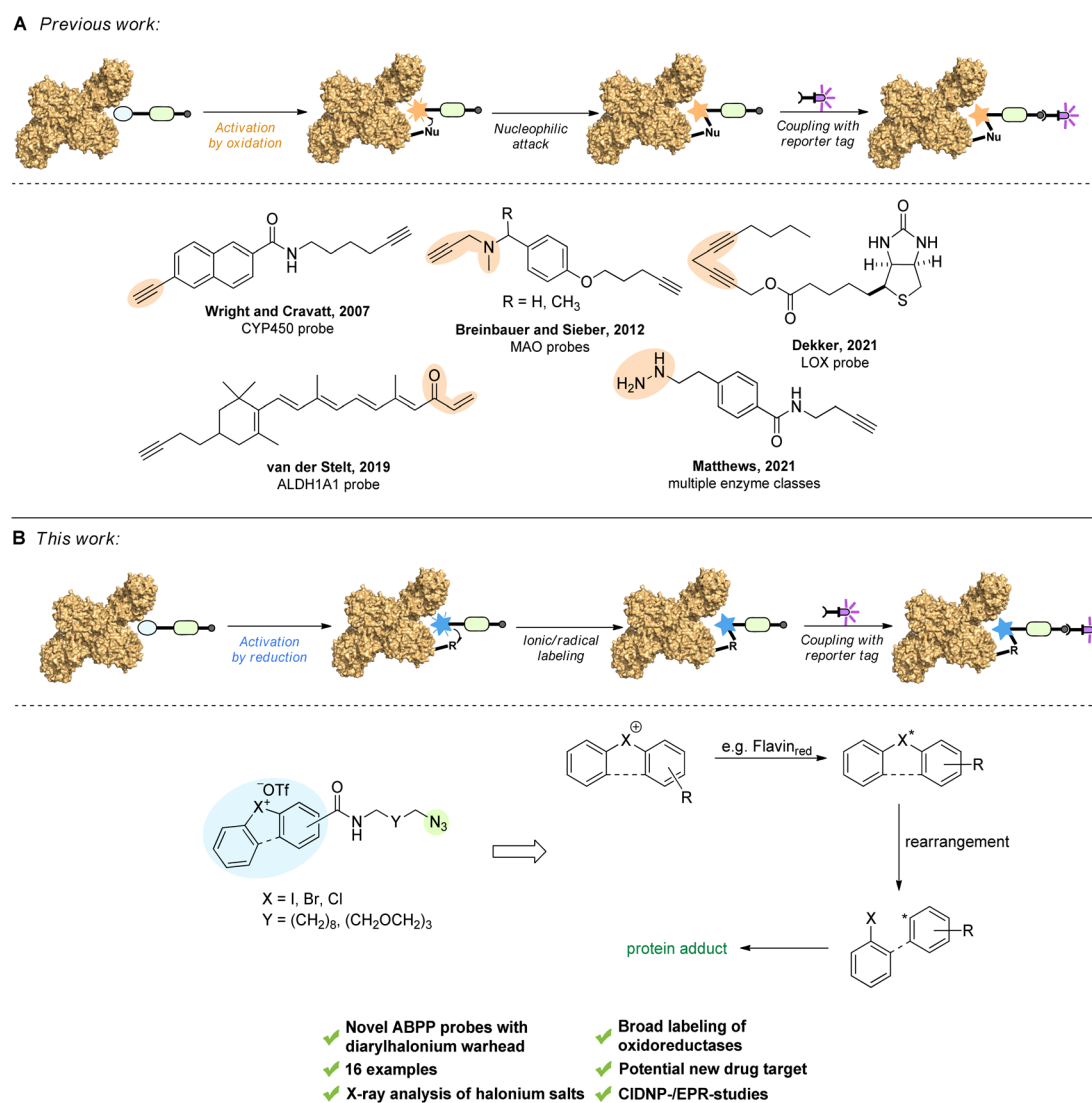 A Previous work:
Activation
by oxidation
Nu
Nucleophilic
attack
Nu
Coupling with
reporter tag
Nu
O
N
H
Wright and Cravatt, 2007
CYP450 probe
R
N
O
R = H, CH3
Breinbauer and Sieber, 2012
MAO probes
O
HN
NH
H
H
S
O
O
Dekker, 2021
LOX probe
O
van der Stelt, 2019
ALDH1A1 probe
H
N
H2N
H
N
O
Matthews, 2021
multiple enzyme classes
B This work:
Activation
by reduction
R
Ionic/radical
labeling
R
Coupling with
reporter tag
R
−OTf
X+
O
N
H
Y
N3
X = I, Br, Cl
Y = (CH2)8, (CH2OCH2)3
X⊕
R
e.g. Flavinred
X*
R
rearrangement
X
*
R
protein adduct
Novel ABPP probes with
diarylhalonium warhead
16 examples
X-ray analysis of halonium salts
Broad labeling of
oxidoreductases
Potential new drug target
CIDNP-/EPR-studies